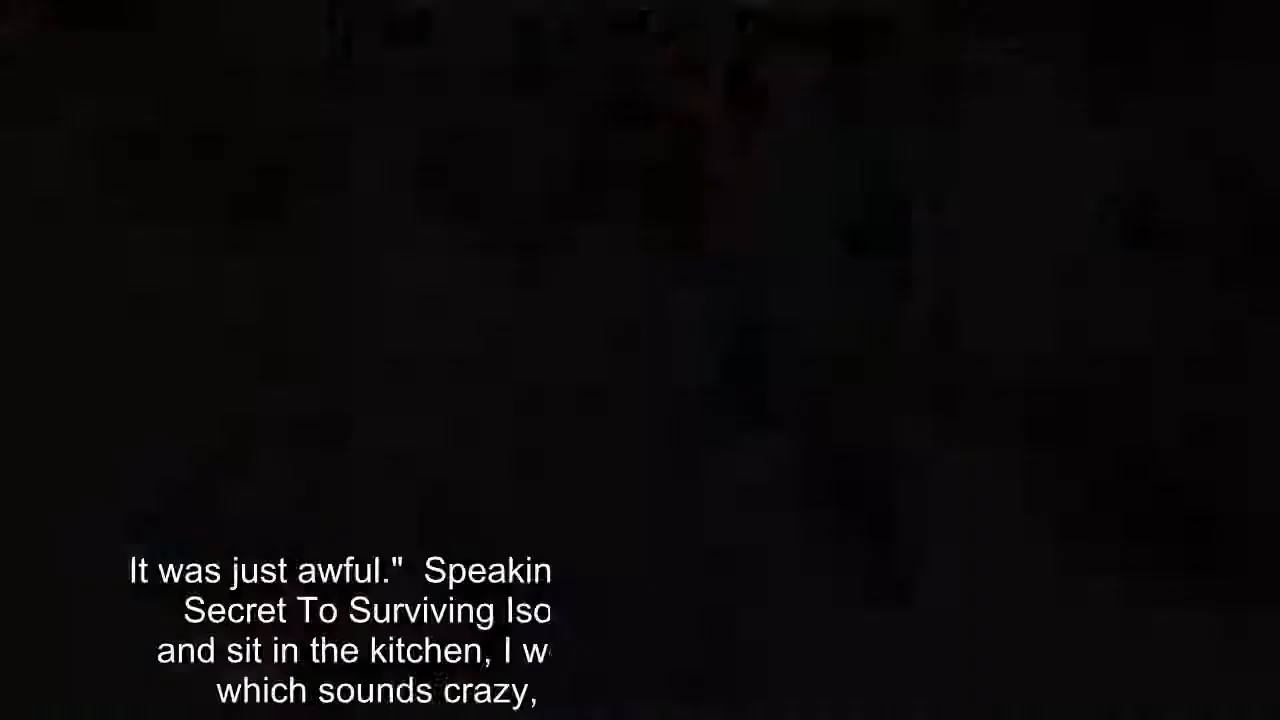 It was just awful." Speakin
Secret To Surviving Iso
and sit in the kitchen, I w
which sounds crazy,